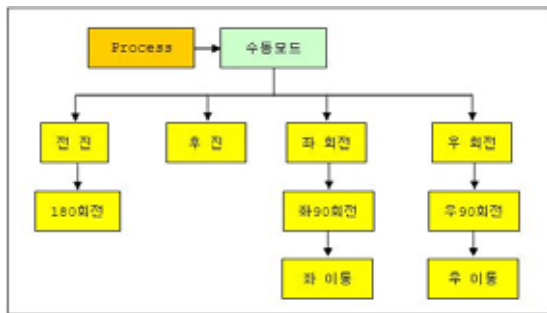 Process
수동모드
전 진
후 진
좌 회전
우 회전
180회전
좌90회전
우90회전
좌 이동
우 이동